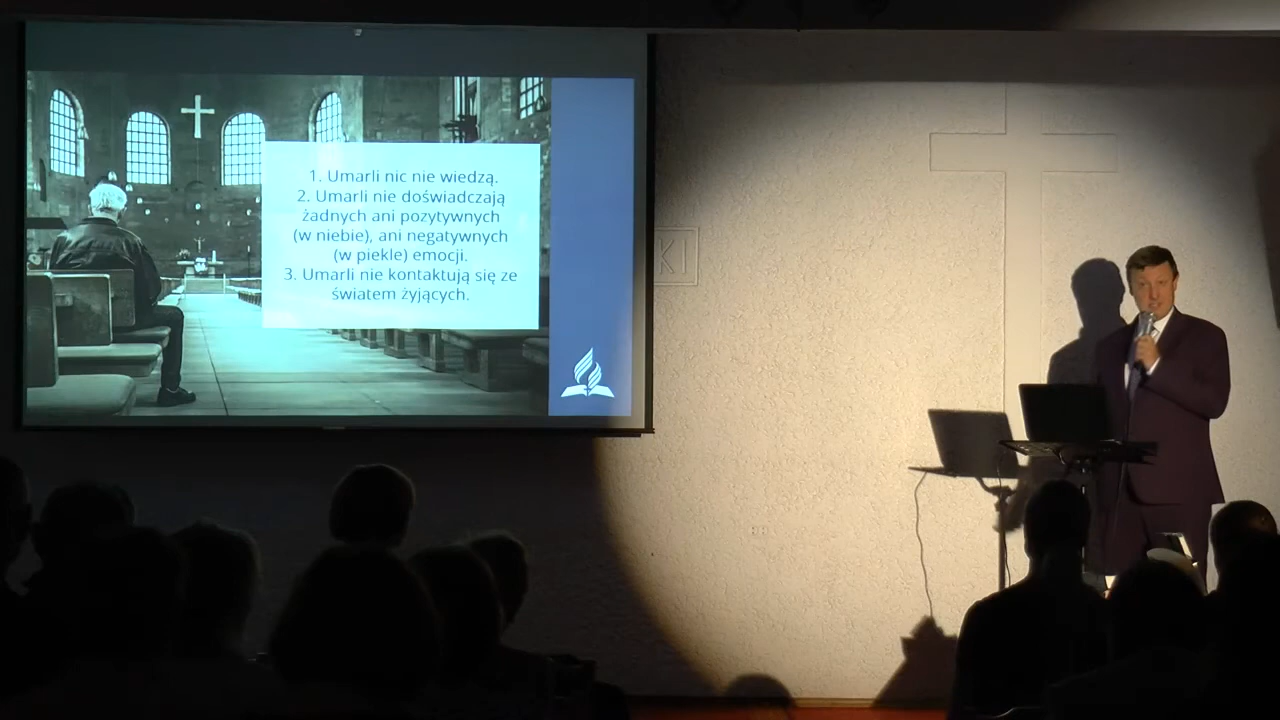 1. Umarli nic nie wiedzą.
2. Umarli nie doświadczają
żadnych ani pozytywnych
(w niebie), ani negatywnych
(w piekle) emocji.
3. Umarli nie kontaktują się ze
światem żyjących.
KI